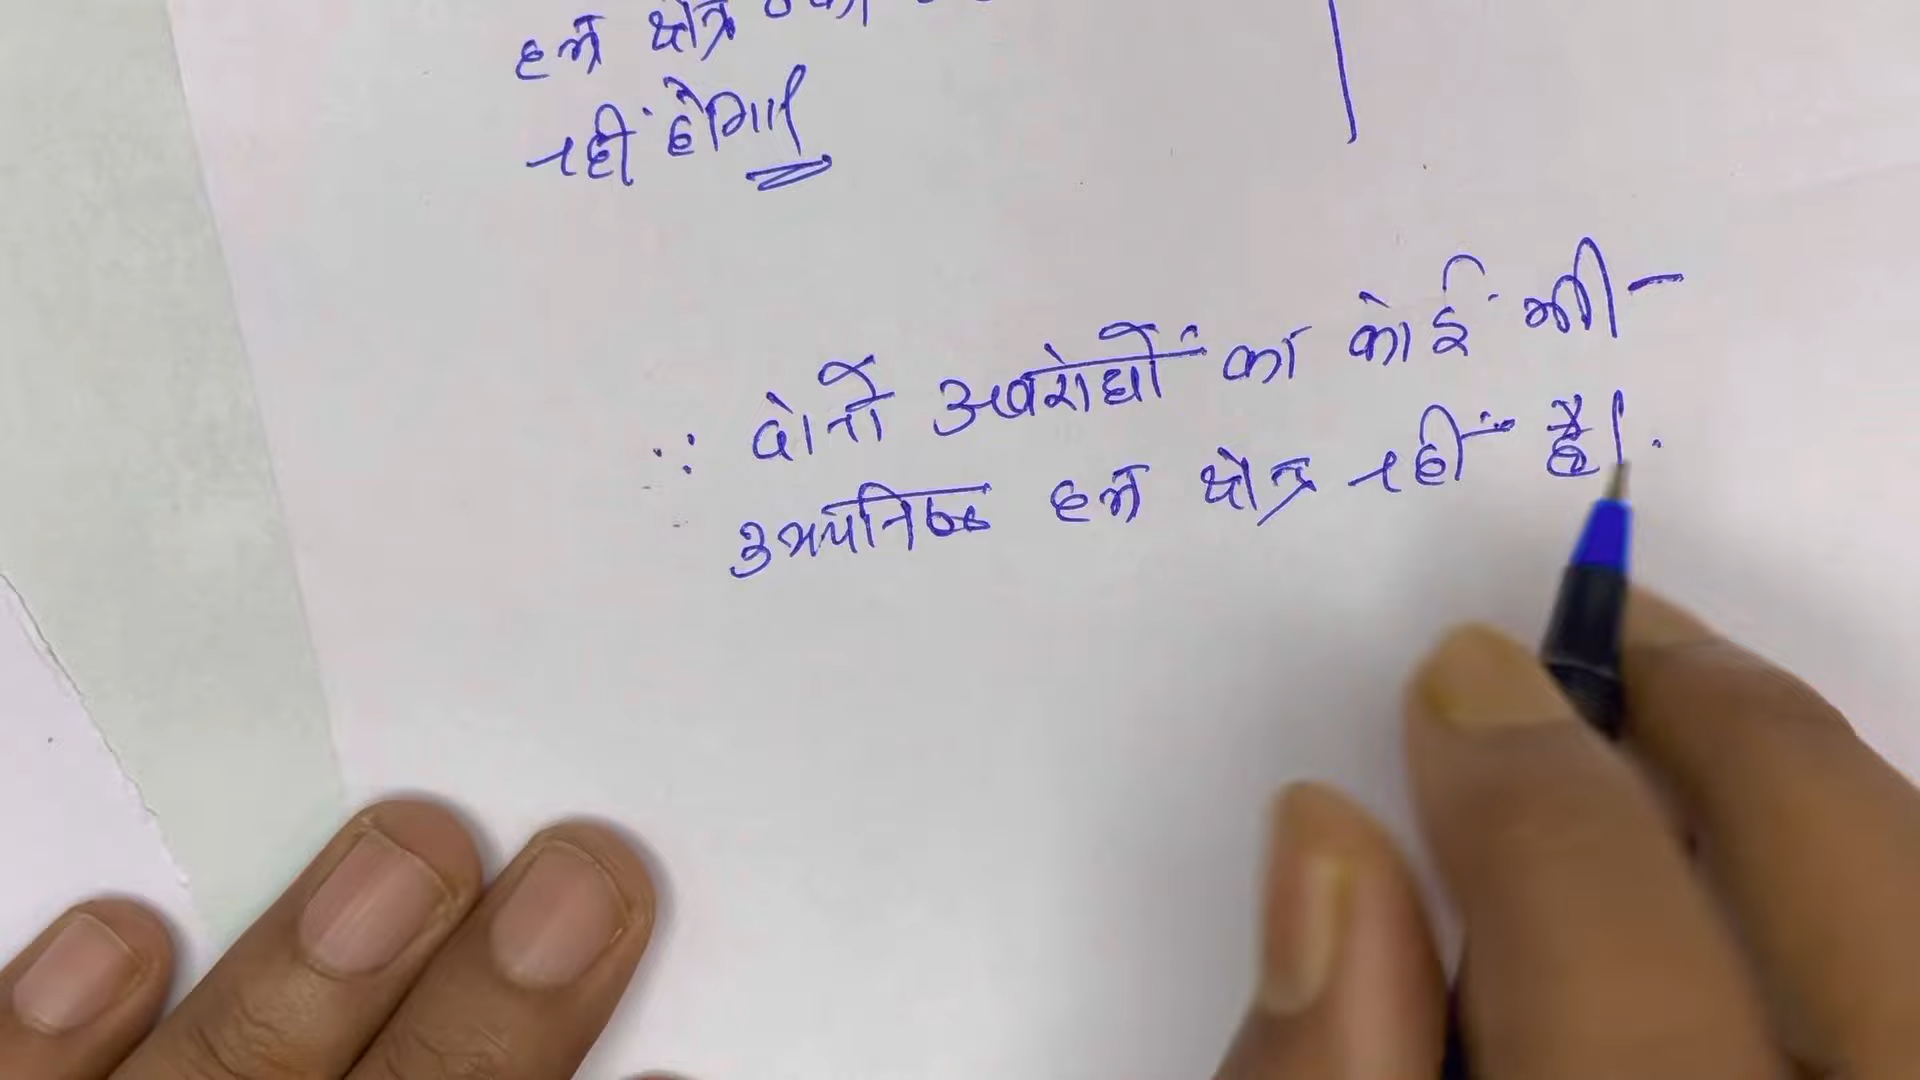 हल क्षेत्र
नहीं होगा।
∵ दोनों अवरोधों का कोई भी-
उभयनिष्ठ हल क्षेत्र नहीं है।